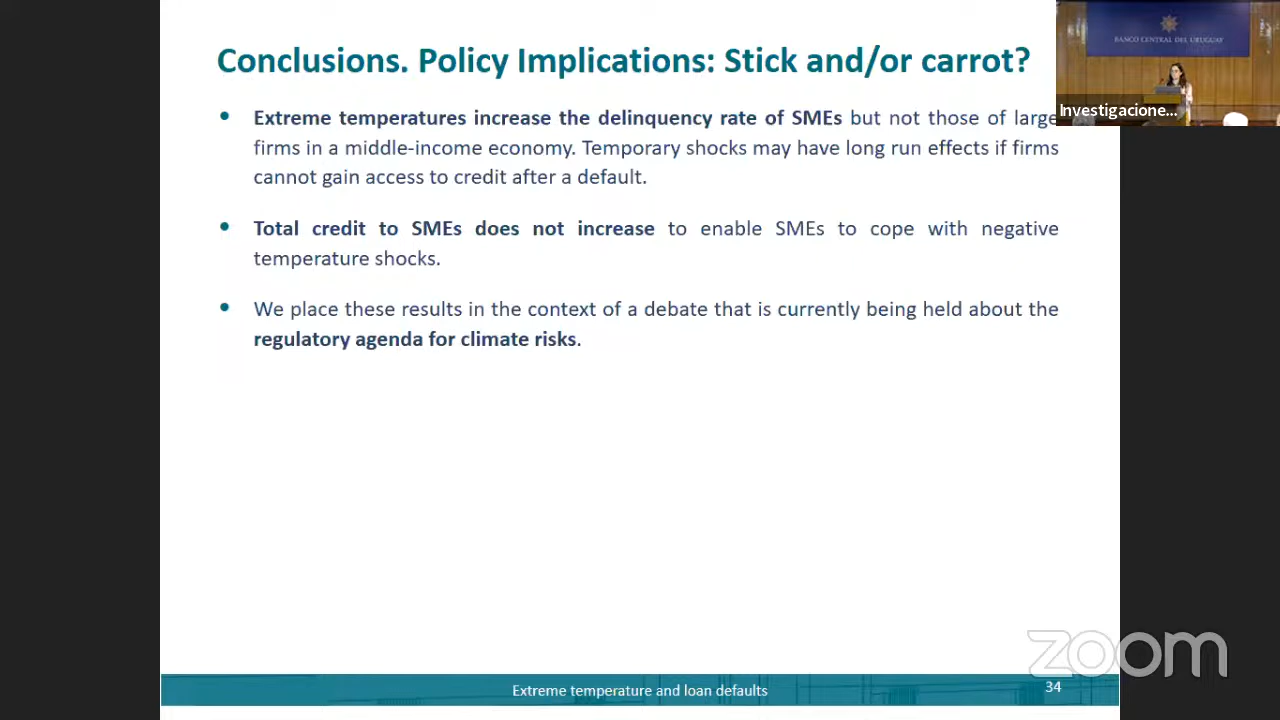 Conclusions. Policy Implications: Stick and/or carrot?
BANCO CENTRAL DEL URUGUAY
Investigacione...
• Extreme temperatures increase the delinquency rate of SMEs but not those of large
firms in a middle-income economy. Temporary shocks may have long run effects if firms
cannot gain access to credit after a default.
• Total credit to SMEs does not increase to enable SMEs to cope with negative
temperature shocks.
• We place these results in the context of a debate that is currently being held about the
regulatory agenda for climate risks.
zoom
Extreme temperature and loan defaults
34